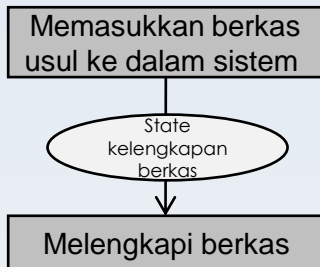 Memasukkan berkas
usul ke dalam sistem
State
kelengkapan
berkas
Melengkapi berkas